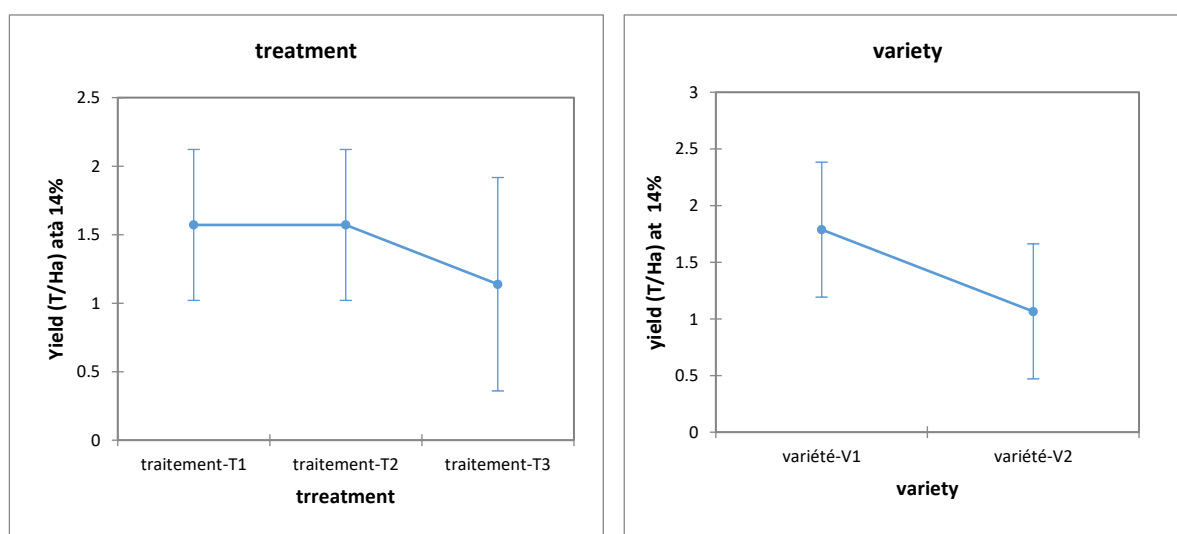 treatment
Yield (T/Ha) atà 14%
2.5
2
1.5
1
0.5
0
traitement-T1 traitement-T2 traitement-T3
trreatment
variety
yield (T/Ha) at 14%
3
2.5
2
1.5
1
0.5
0
variété-V1 variété-V2
variety